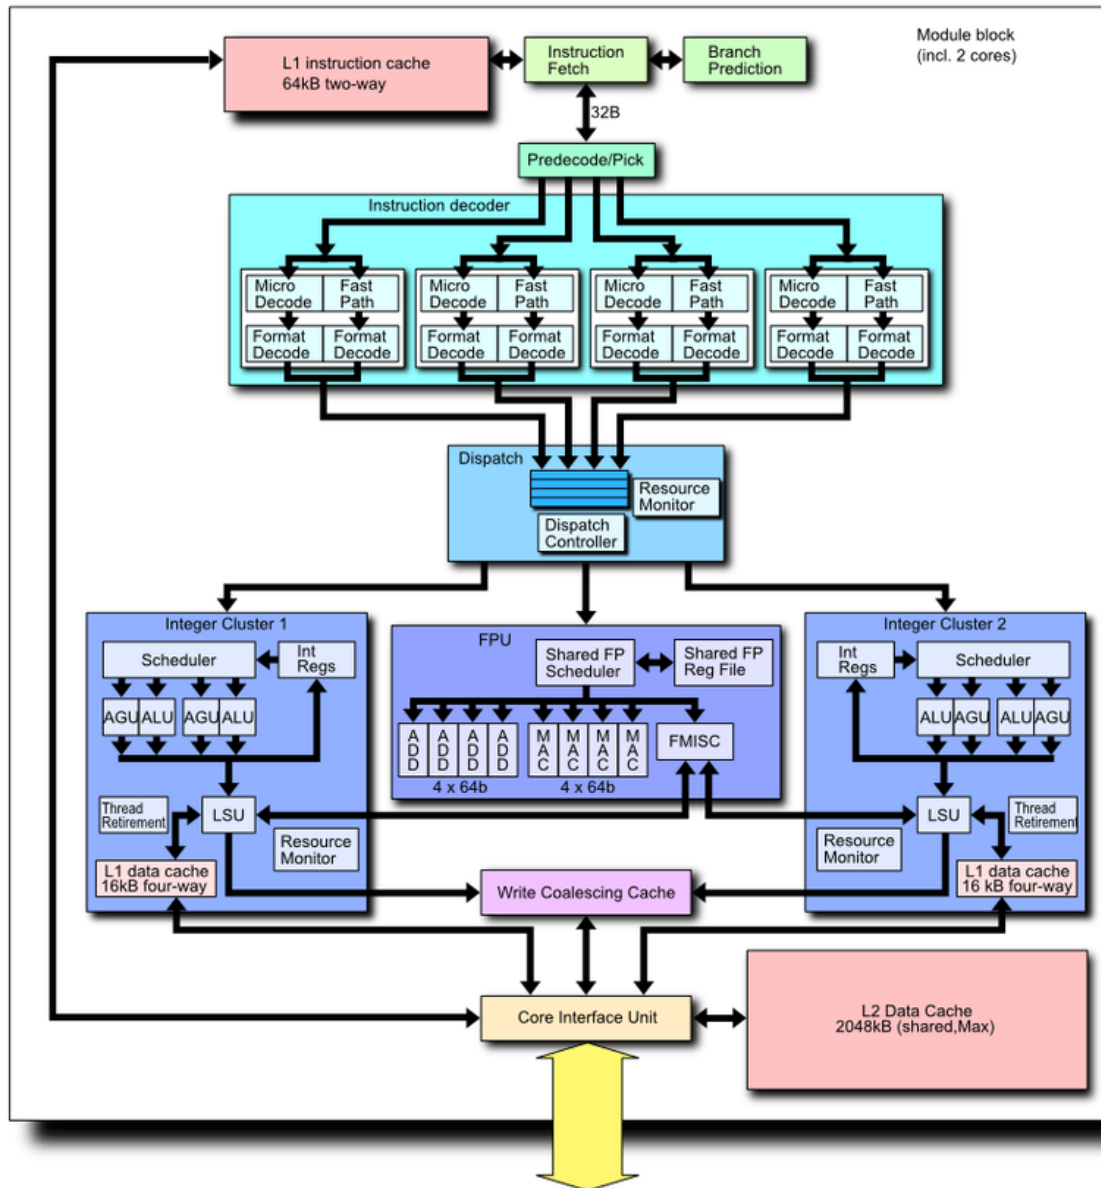 Module block
(incl. 2 cores)
L1 instruction cache
64kB two-way
Instruction
Fetch
Branch
Prediction
32B
Predecode/Pick
Instruction decoder
Micro
Decode
Fast
Path
Format
Decode
Format
Decode
Micro
Decode
Fast
Path
Format
Decode
Format
Decode
Micro
Decode
Fast
Path
Format
Decode
Format
Decode
Micro
Decode
Fast
Path
Format
Decode
Format
Decode
Dispatch
Resource
Monitor
Dispatch
Controller
Integer Cluster 1
Scheduler
Int
Regs
AGU
ALU
AGU
ALU
LSU
Thread
Retirement
Resource
Monitor
L1 data cache
16kB four-way
FPU
Shared FP
Scheduler
Shared FP
Reg File
ADD
ADD
ADD
ADD
4 x 64b
MAC
MAC
MAC
MAC
4 x 64b
FMISC
Integer Cluster 2
Int
Regs
Scheduler
ALU
AGU
ALU
AGU
LSU
Thread
Retirement
Resource
Monitor
L1 data cache
16 kB four-way
Write Coalescing Cache
Core Interface Unit
L2 Data Cache
2048kB (shared,Max)